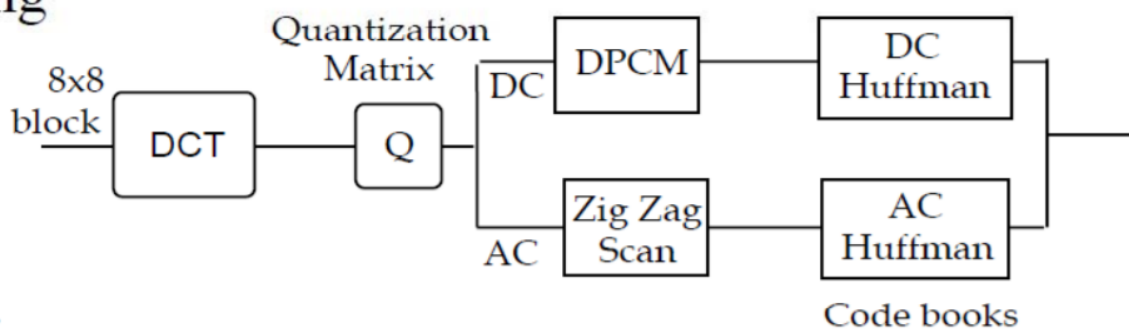 Quantization
Matrix
8x8
block
DCT
Q
DC
DPCM
DC
Huffman
AC
Zig Zag
Scan
AC
Huffman
Code books